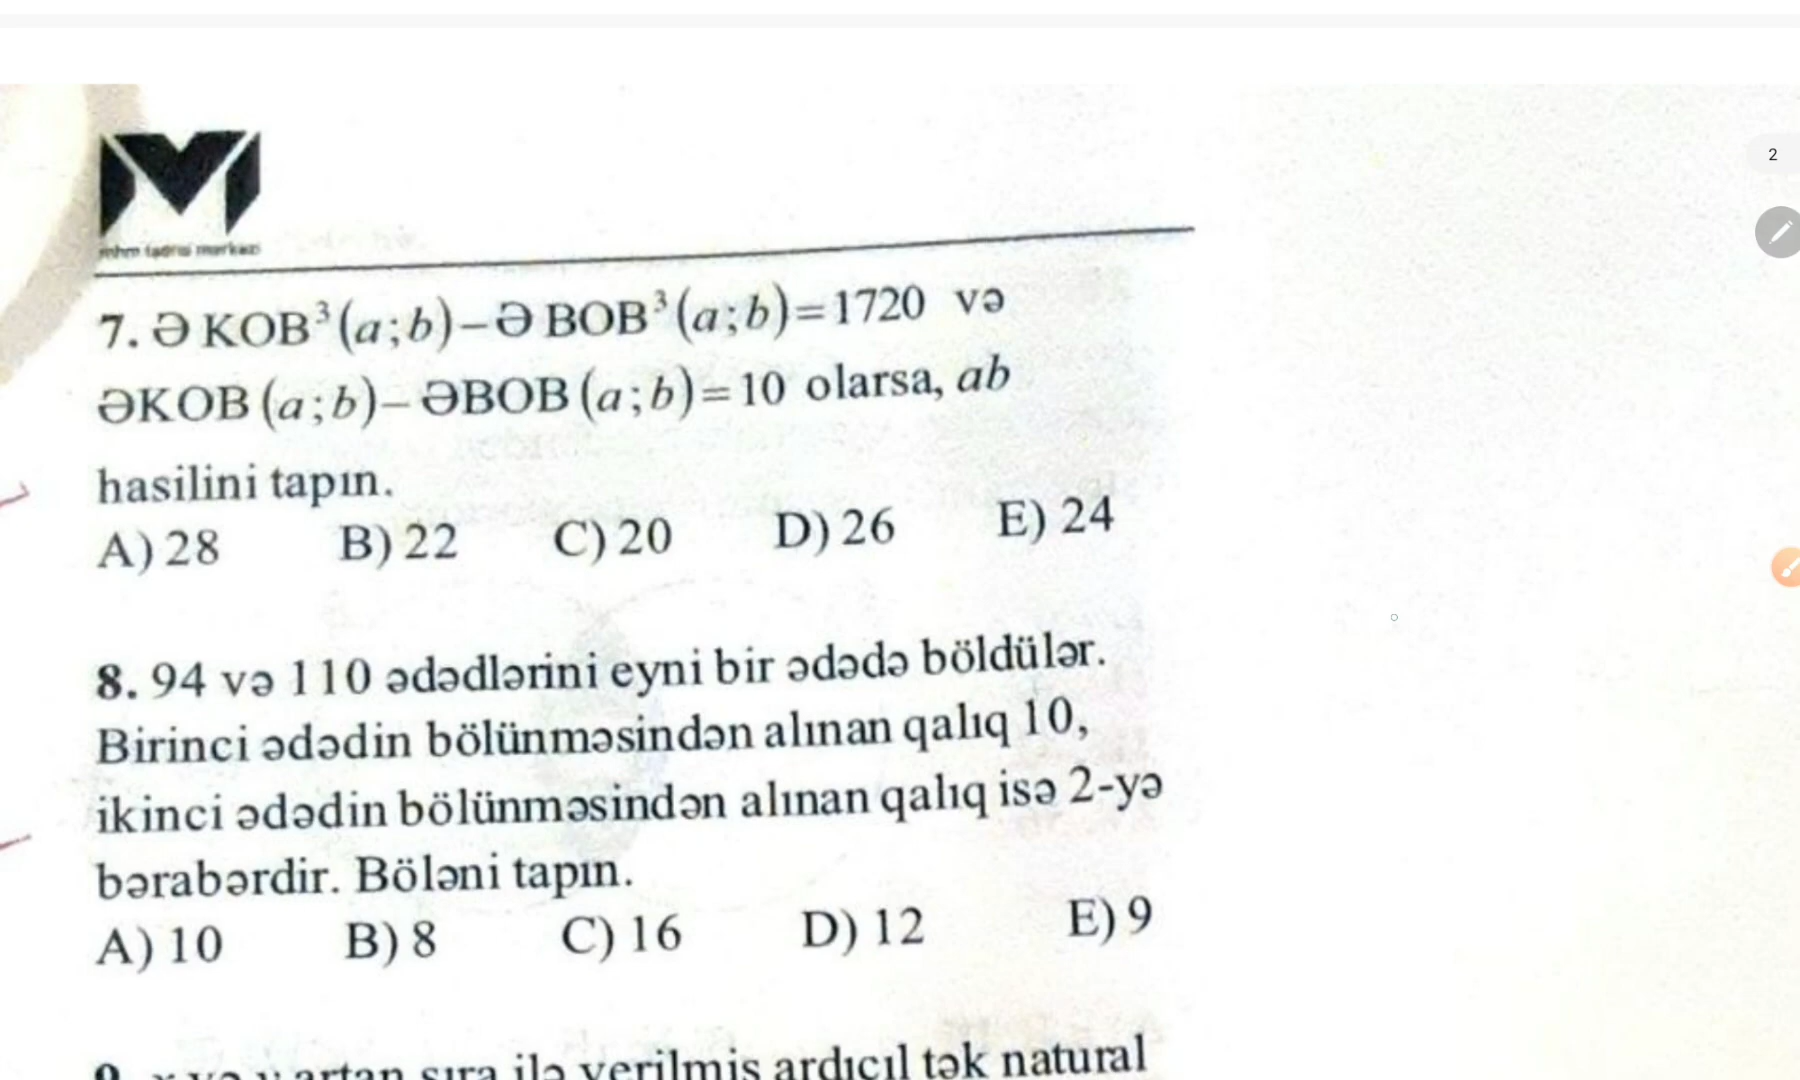 2
7. Ə KOB³(a;b)–Ə BOB³(a;b)=1720 və
ƏKOB(a;b)–ƏBOB(a;b)=10 olarsa, ab
hasilini tapın.
A) 28 B) 22 C) 20 D) 26 E) 24
8. 94 və 110 ədədlərini eyni bir ədədə böldülər.
Birinci ədədin bölünməsindən alınan qalıq 10,
ikinci ədədin bölünməsindən alınan qalıq isə 2-yə
bərabərdir. Böləni tapın.
A) 10 B) 8 C) 16 D) 12 E) 9
artan sıra ilə verilmiş ardıcıl tək natural